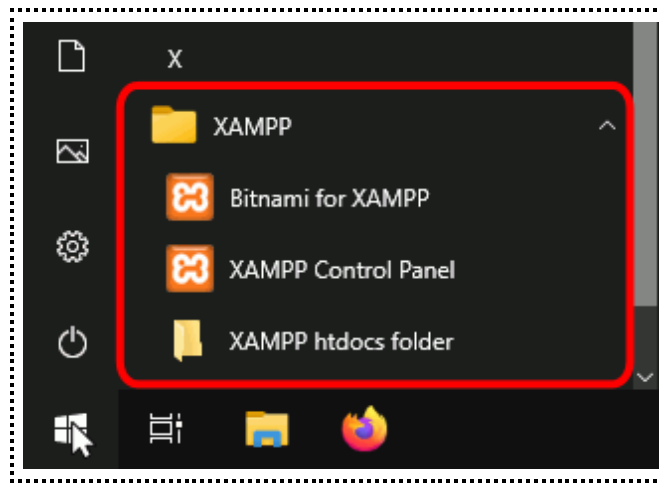 X
XAMPP
Bitnami for XAMPP
XAMPP Control Panel
XAMPP htdocs folder